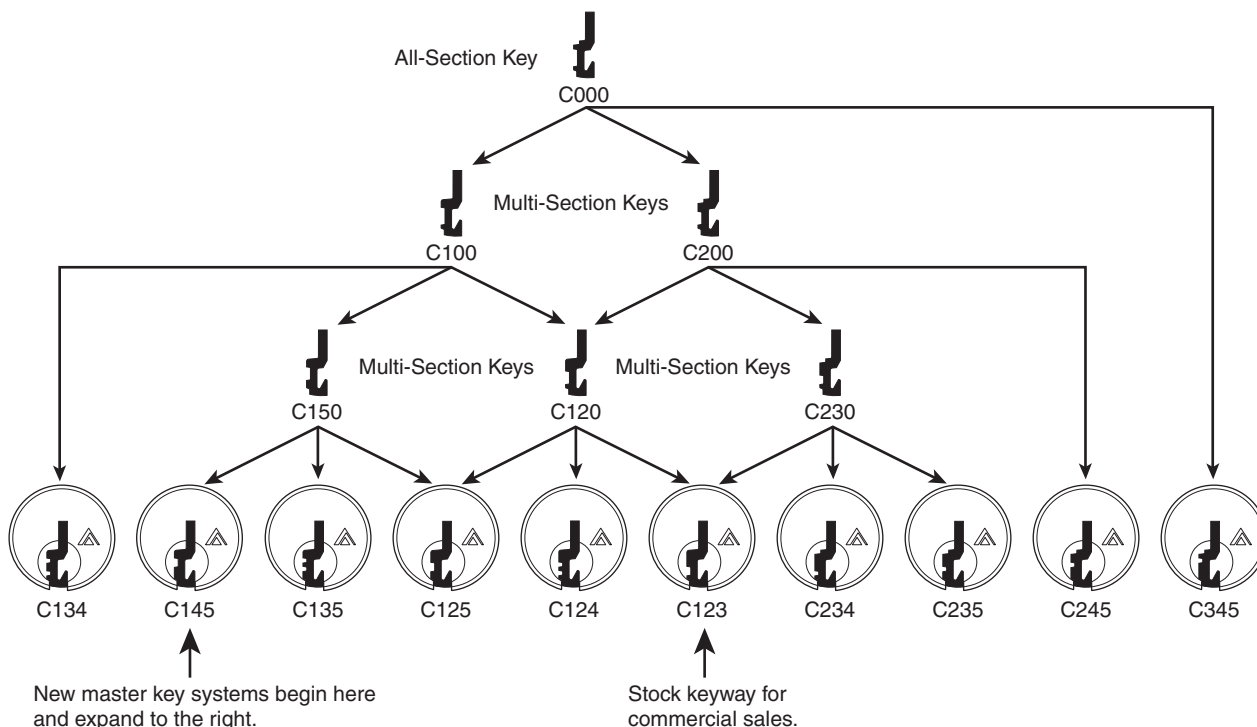 All-Section Key
C000
Multi-Section Keys
C100
C200
Multi-Section Keys
Multi-Section Keys
C150
C120
C230
C134
C145
C135
C125
C124
C123
C234
C235
C245
C345
New master key systems begin here
and expand to the right.
Stock keyway for
commercial sales.